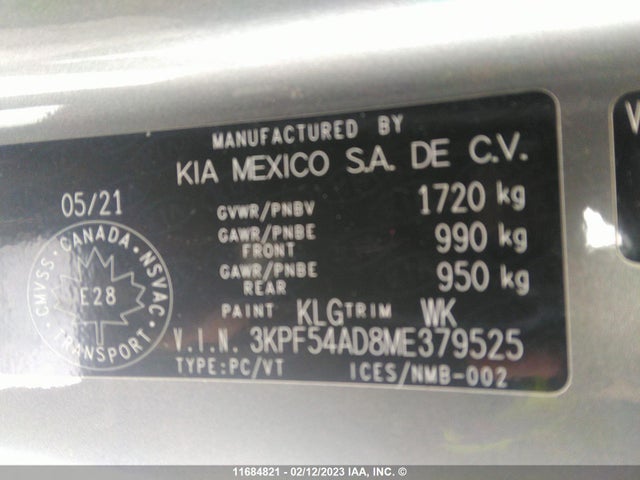 MANUFACTURED BY
KIA MEXICO S.A. DE C.V.
05/21
GVWR/PNBV 1720 kg
GAWR/PNBE FRONT 990 kg
GAWR/PNBE REAR 950 kg
PAINT KLG TRIM WK
V.I.N. 3KPF54AD8ME379525
TYPE:PC/VT ICES/NMB-002
CMVSS · CANADA · NSVAC
E28
TRANSPORT
V
11684821 - 02/12/2023 IAA, INC. ©